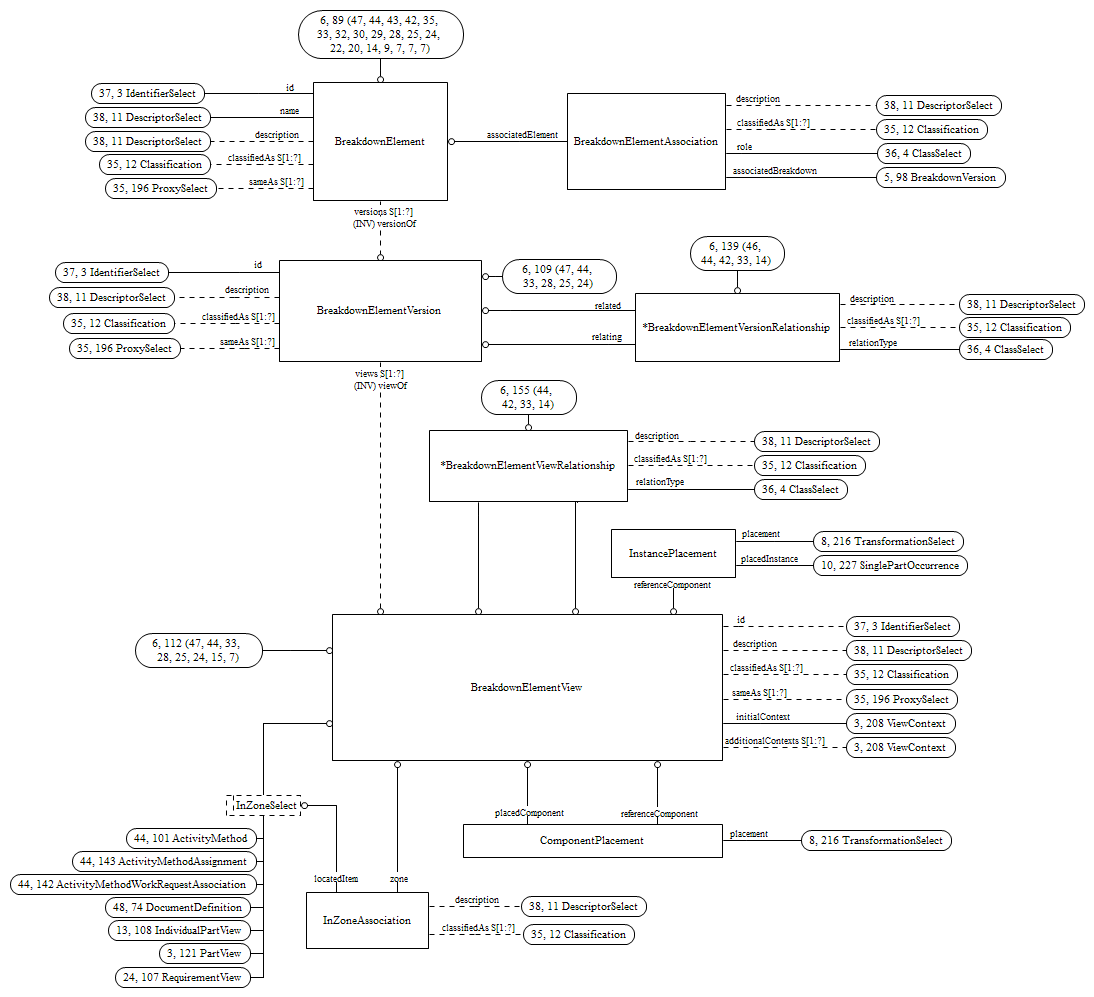 6, 89 (47, 44, 43, 42, 35,
33, 32, 30, 29, 28, 25, 24,
22, 20, 14, 9, 7, 7, 7)
37, 3 IdentifierSelect
id
38, 11 DescriptorSelect
name
38, 11 DescriptorSelect
description
35, 12 Classification
classifiedAs S[1:?]
35, 196 ProxySelect
sameAs S[1:?]
BreakdownElement
associatedElement
BreakdownElementAssociation
description
38, 11 DescriptorSelect
classifiedAs S[1:?]
35, 12 Classification
role
36, 4 ClassSelect
associatedBreakdown
5, 98 BreakdownVersion
versions S[1:?]
(INV) versionOf
37, 3 IdentifierSelect
id
38, 11 DescriptorSelect
description
35, 12 Classification
classifiedAs S[1:?]
35, 196 ProxySelect
sameAs S[1:?]
BreakdownElementVersion
6, 109 (47, 44,
33, 28, 25, 24)
related
relating
6, 139 (46,
44, 42, 33, 14)
*BreakdownElementVersionRelationship
description
38, 11 DescriptorSelect
classifiedAs S[1:?]
35, 12 Classification
relationType
36, 4 ClassSelect
views S[1:?]
(INV) viewOf
6, 155 (44,
42, 33, 14)
*BreakdownElementViewRelationship
description
38, 11 DescriptorSelect
classifiedAs S[1:?]
35, 12 Classification
relationType
36, 4 ClassSelect
InstancePlacement
placement
8, 216 TransformationSelect
placedInstance
10, 227 SinglePartOccurrence
referenceComponent
6, 112 (47, 44, 33,
28, 25, 24, 15, 7)
BreakdownElementView
id
37, 3 IdentifierSelect
description
38, 11 DescriptorSelect
classifiedAs S[1:?]
35, 12 Classification
sameAs S[1:?]
35, 196 ProxySelect
initialContext
3, 208 ViewContext
additionalContexts S[1:?]
3, 208 ViewContext
InZoneSelect
placedComponent
referenceComponent
ComponentPlacement
placement
8, 216 TransformationSelect
44, 101 ActivityMethod
44, 143 ActivityMethodAssignment
44, 142 ActivityMethodWorkRequestAssociation
48, 74 DocumentDefinition
13, 108 IndividualPartView
3, 121 PartView
24, 107 RequirementView
locatedItem
zone
InZoneAssociation
description
38, 11 DescriptorSelect
classifiedAs S[1:?]
35, 12 Classification